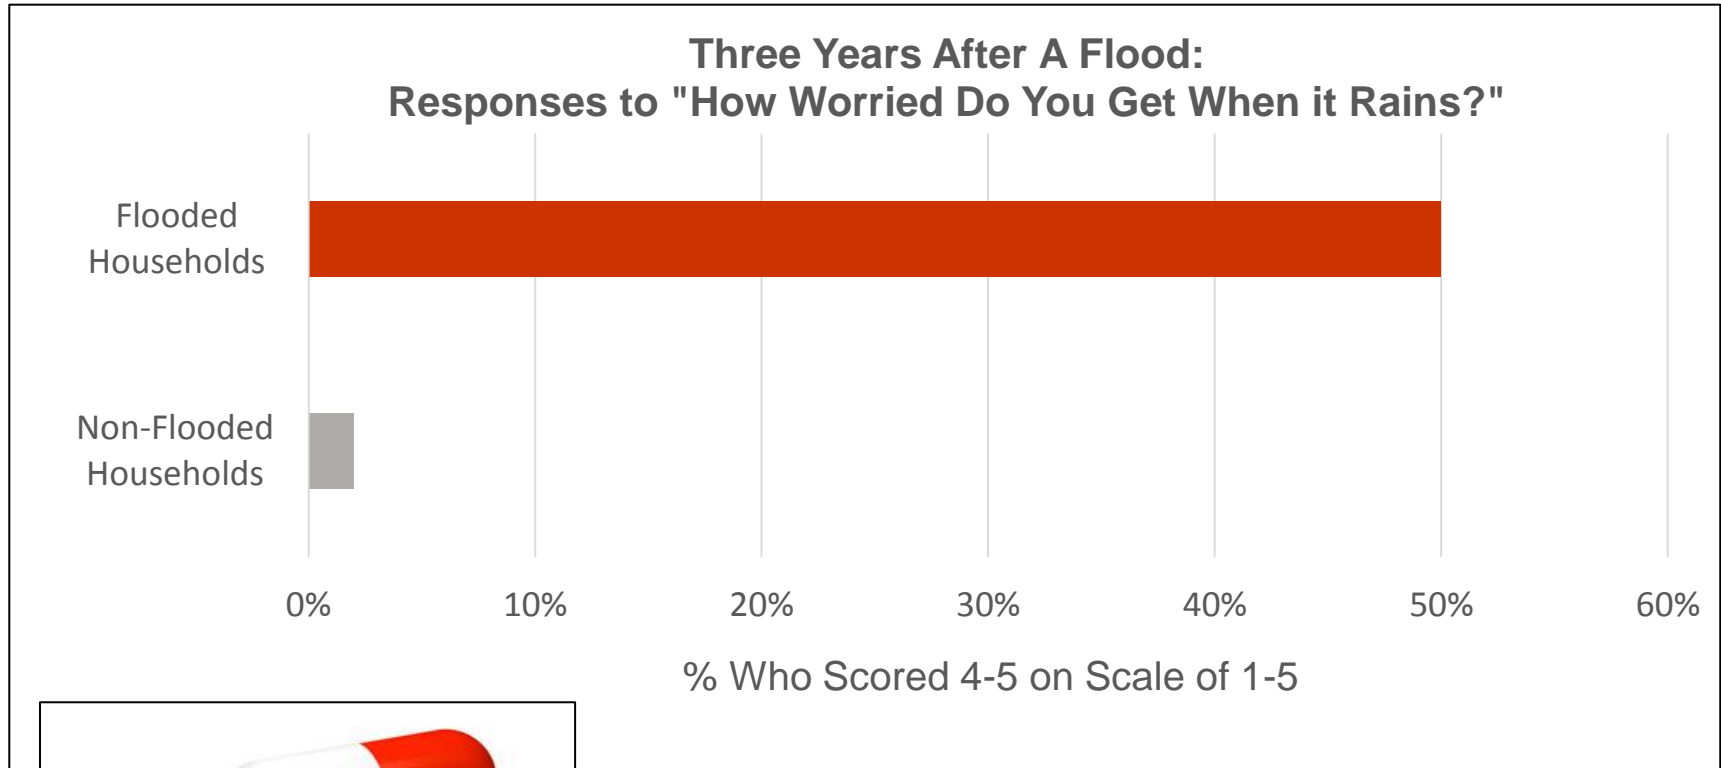 Three Years After A Flood:
Responses to "How Worried Do You Get When it Rains?"
Flooded
Households
Non-Flooded
Households
0% 10% 20% 30% 40% 50% 60%
% Who Scored 4-5 on Scale of 1-5